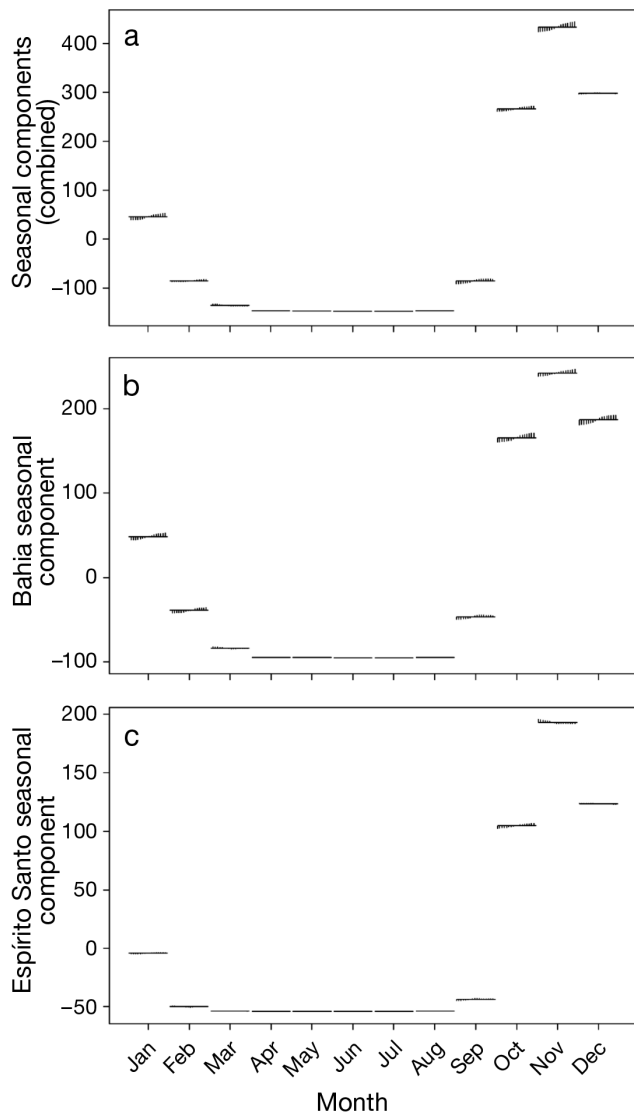 a
Seasonal components
(combined)
400
300
200
100
0
−100
b
Bahia seasonal
component
200
100
0
−100
c
Espírito Santo seasonal
component
200
150
100
50
0
−50
Jan Feb Mar Apr May Jun Jul Aug Sep Oct Nov Dec
Month